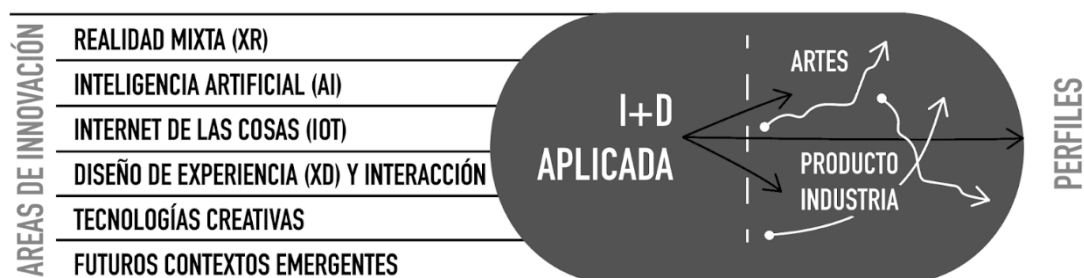 AREAS DE INNOVACIÓN
REALIDAD MIXTA (XR)
INTELIGENCIA ARTIFICIAL (AI)
INTERNET DE LAS COSAS (IOT)
DISEÑO DE EXPERIENCIA (XD) Y INTERACCIÓN
TECNOLOGÍAS CREATIVAS
FUTUROS CONTEXTOS EMERGENTES
I+D
APLICADA
ARTES
PRODUCTO
INDUSTRIA
PERFILES